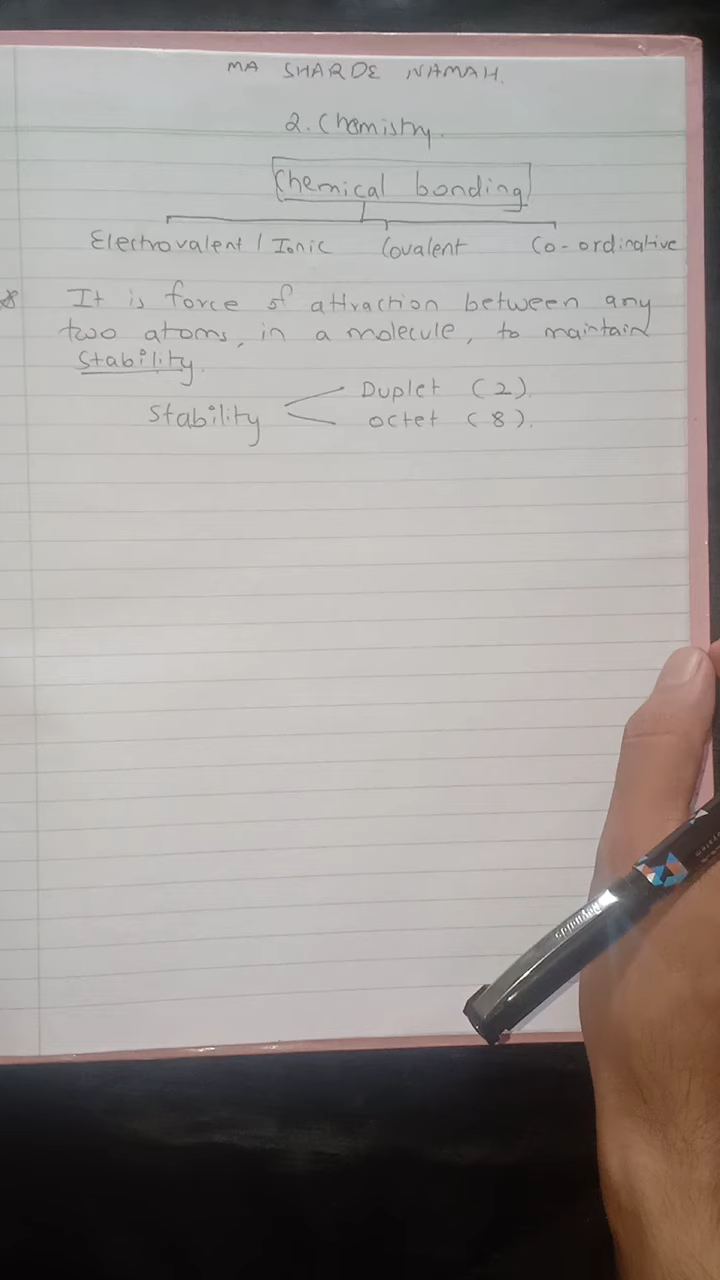 MA SHARDE NAMAH.
2. Chemistry.
Chemical bonding
Electrovalent / Ionic Covalent Co-ordinative
It is force of attraction between any
two atoms, in a molecule, to maintain
Stability.
Stability Duplet (2).
octet (8).
Reynolds